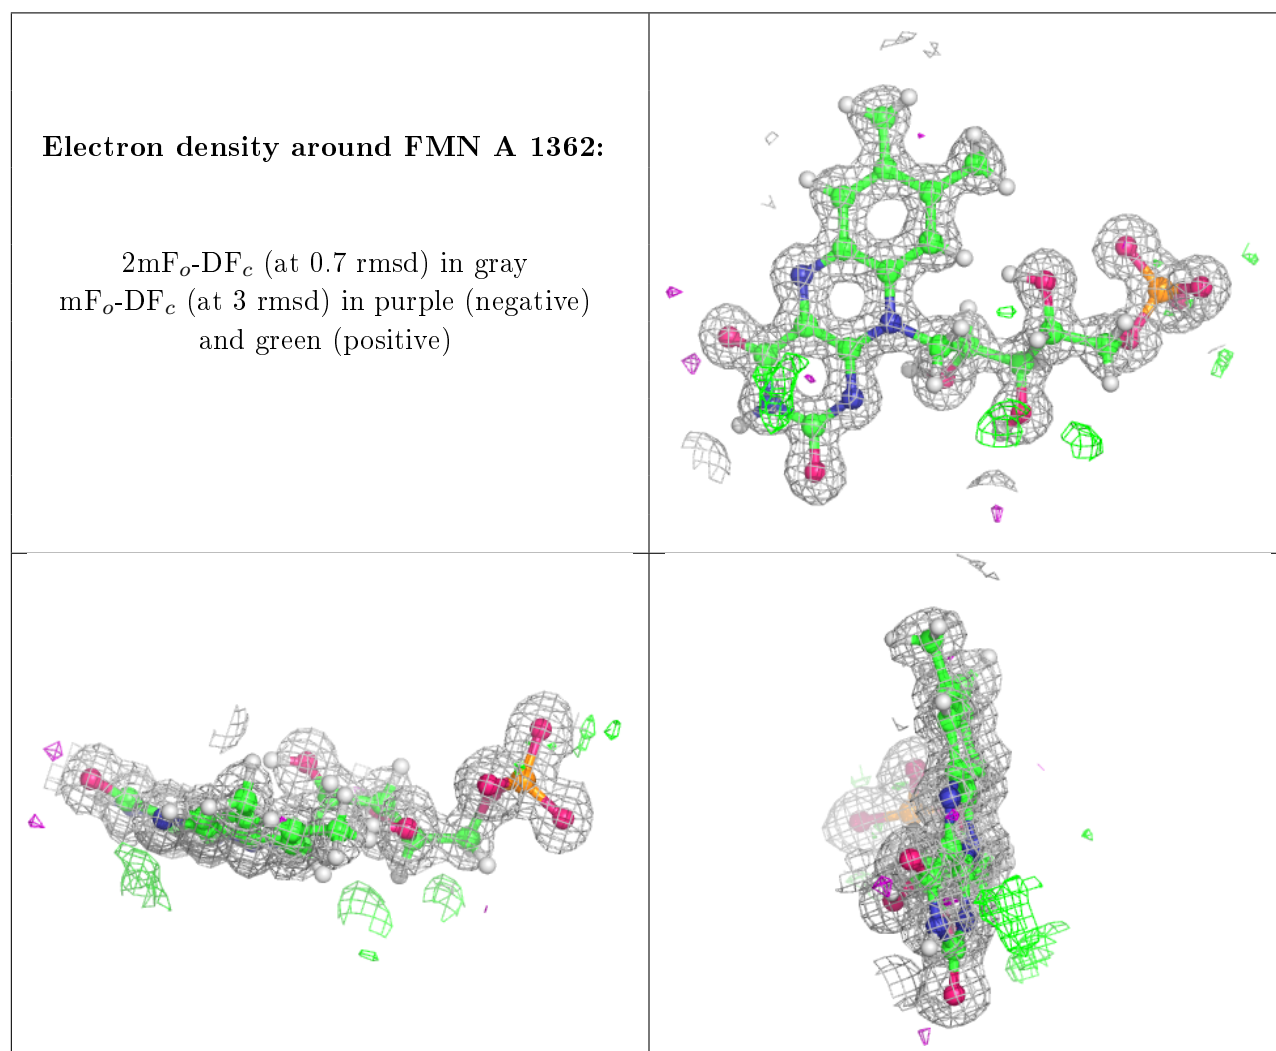 Electron density around FMN A 1362:
2mFo-DFc (at 0.7 rmsd) in gray
mFo-DFc (at 3 rmsd) in purple (negative)
and green (positive)